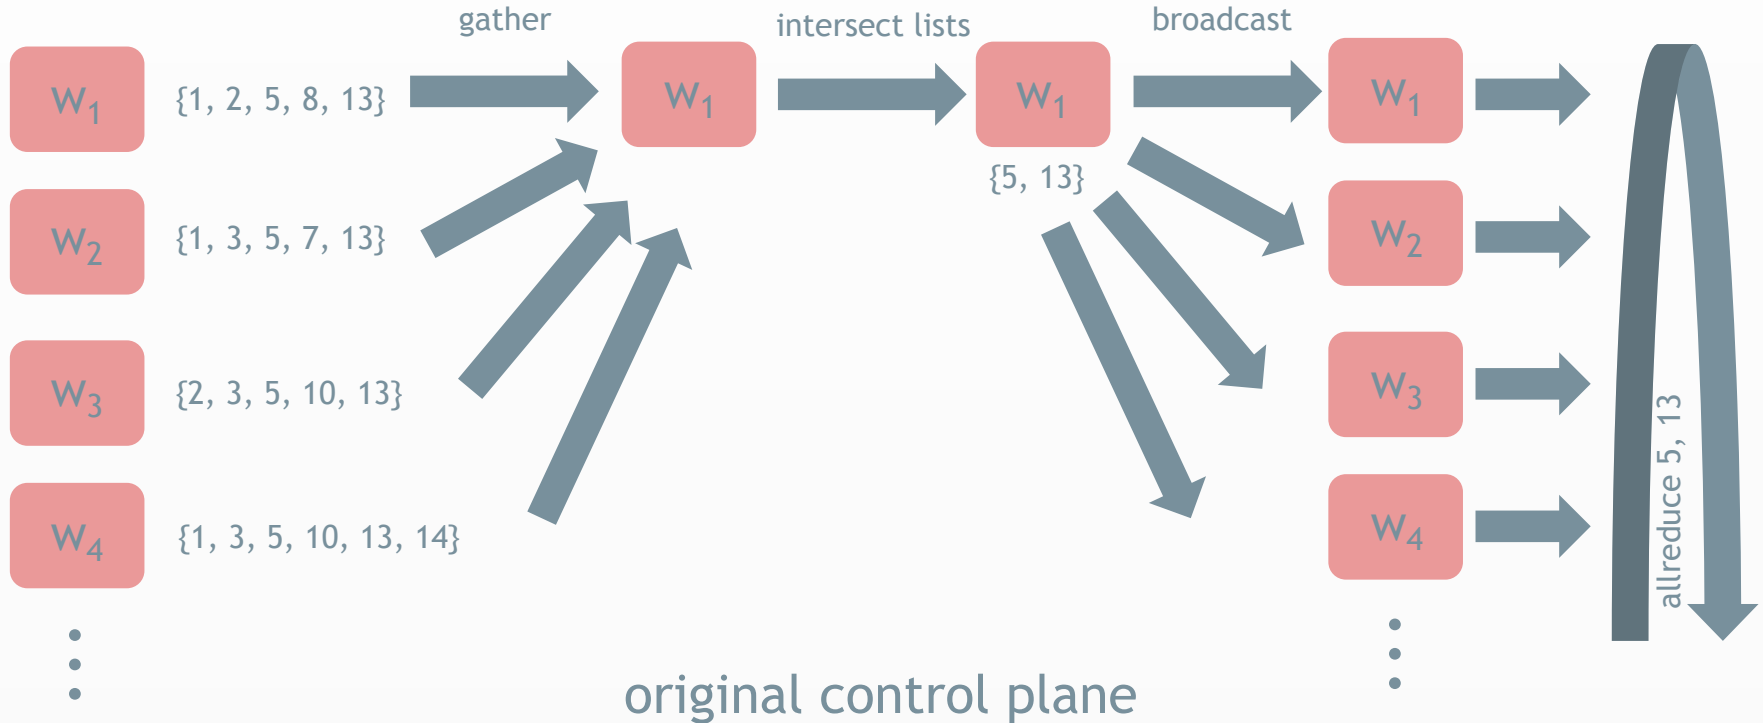 gather
intersect lists
broadcast
W1
{1, 2, 5, 8, 13}
W1
W1
W1
{5, 13}
W2
{1, 3, 5, 7, 13}
W2
W3
{2, 3, 5, 10, 13}
W3
W4
{1, 3, 5, 10, 13, 14}
W4
allreduce 5, 13
original control plane